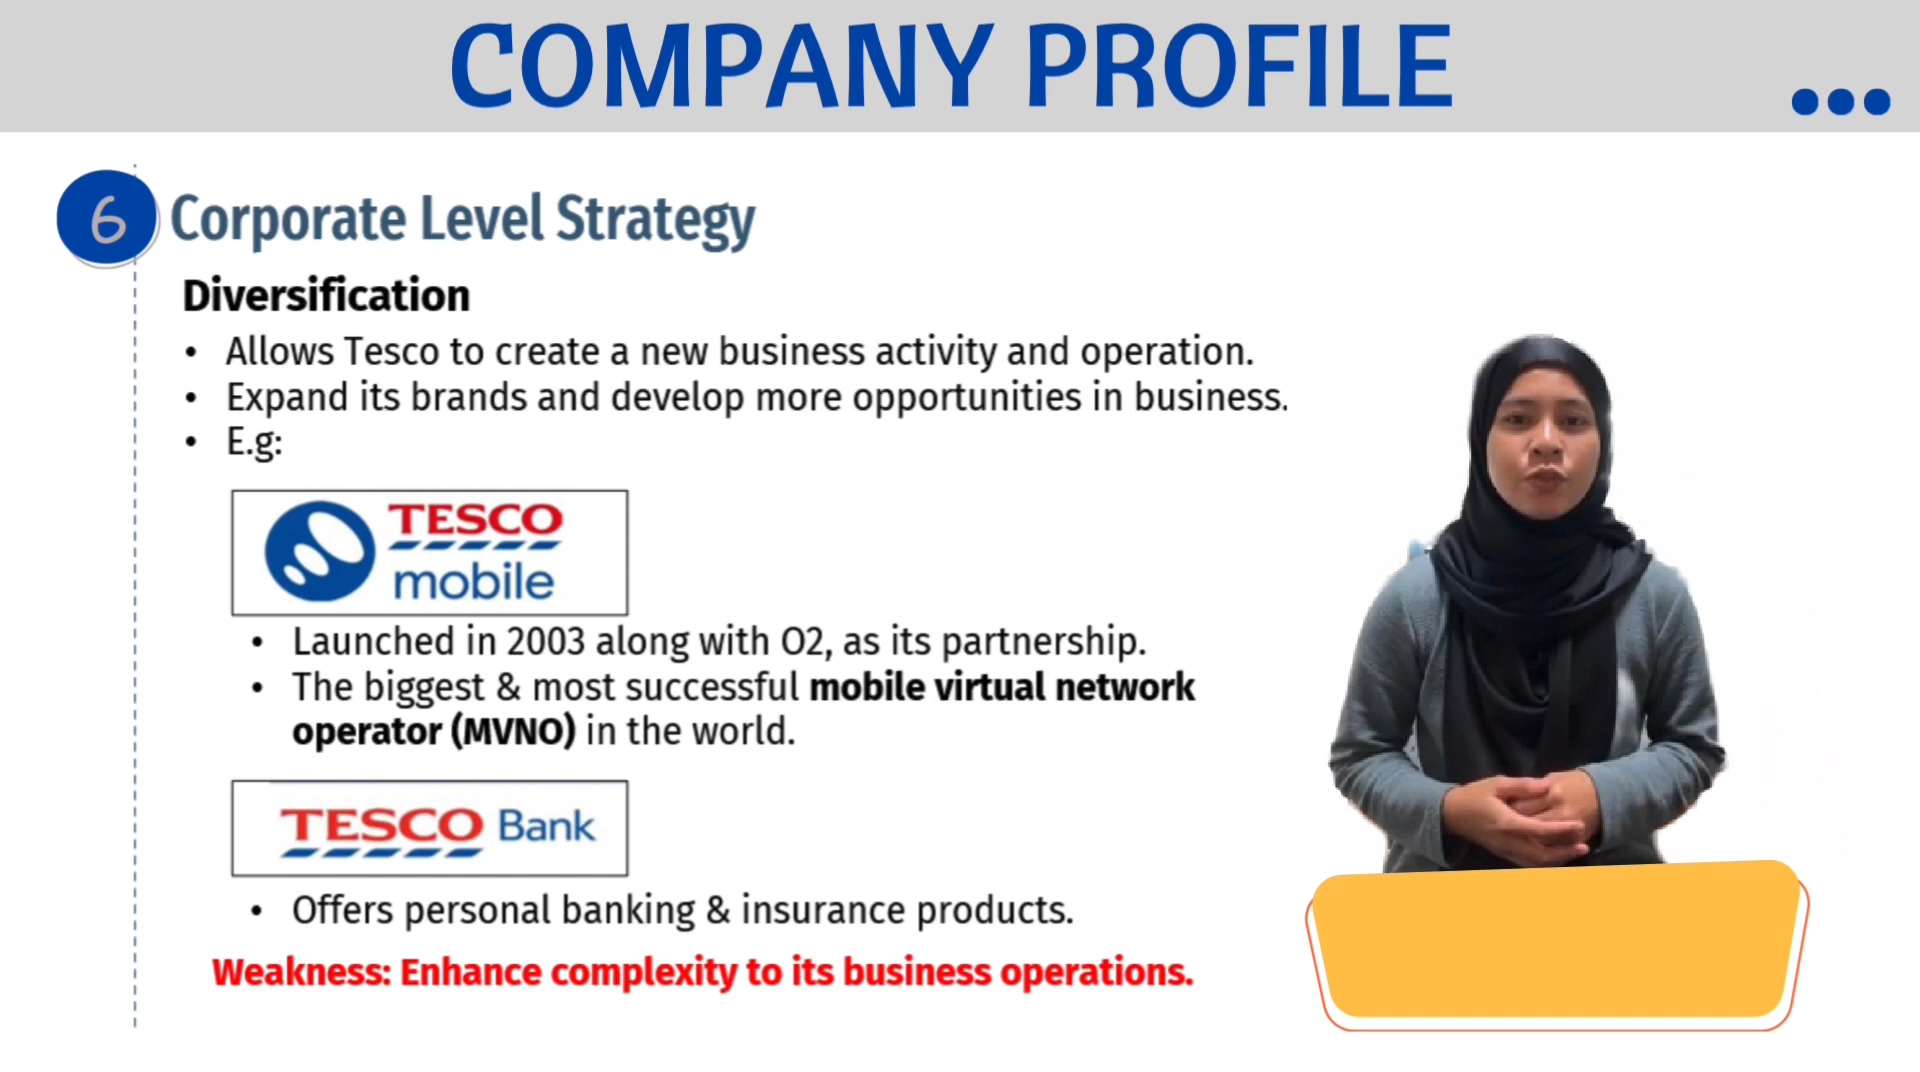 COMPANY PROFILE
6
Corporate Level Strategy
Diversification
• Allows Tesco to create a new business activity and operation.
• Expand its brands and develop more opportunities in business.
• E.g:
TESCO
mobile
• Launched in 2003 along with O2, as its partnership.
• The biggest & most successful mobile virtual network
operator (MVNO) in the world.
TESCO Bank
• Offers personal banking & insurance products.
Weakness: Enhance complexity to its business operations.